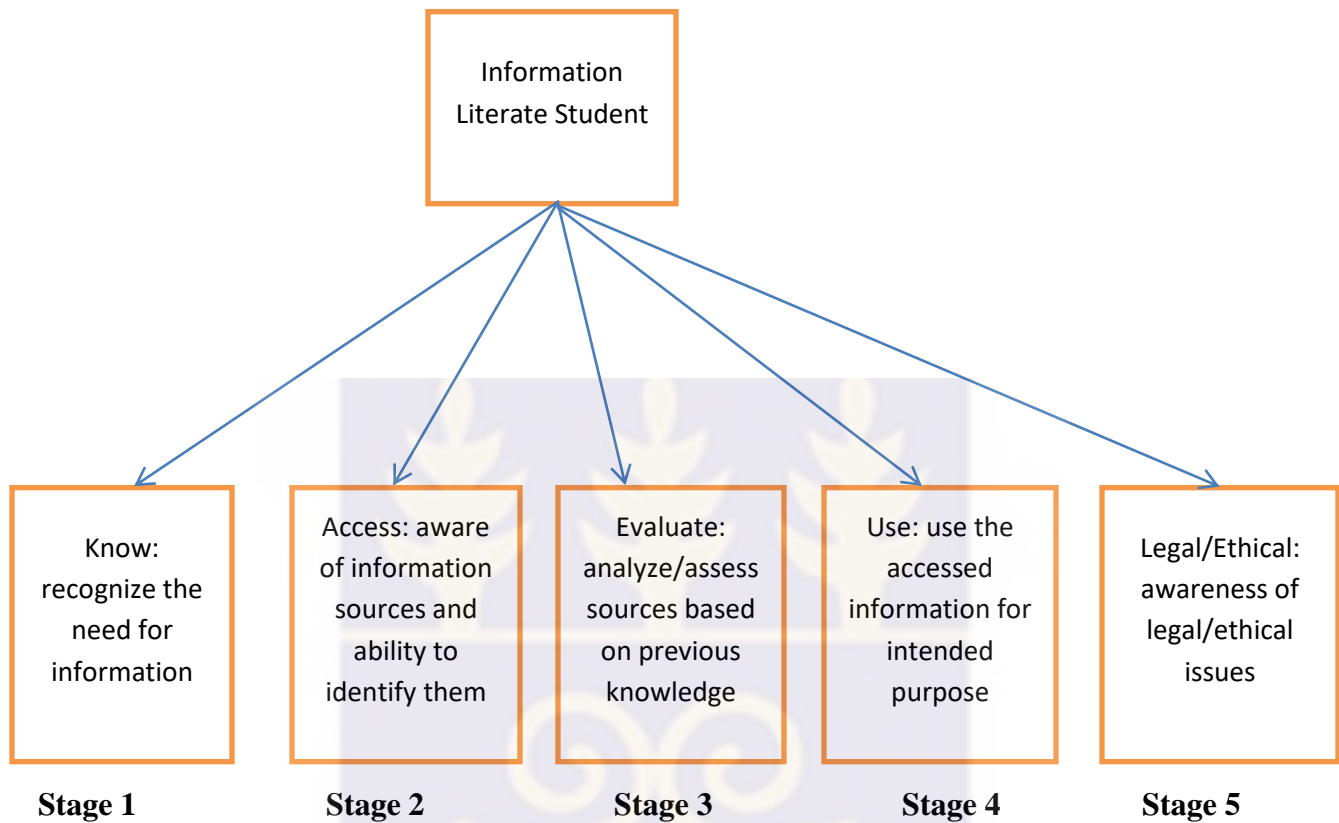 Information
Literate Student
Know:
recognize the
need for
information
Access: aware
of information
sources and
ability to
identify them
Evaluate:
analyze/assess
sources based
on previous
knowledge
Use: use the
accessed
information for
intended
purpose
Legal/Ethical:
awareness of
legal/ethical
issues
Stage 1
Stage 2
Stage 3
Stage 4
Stage 5